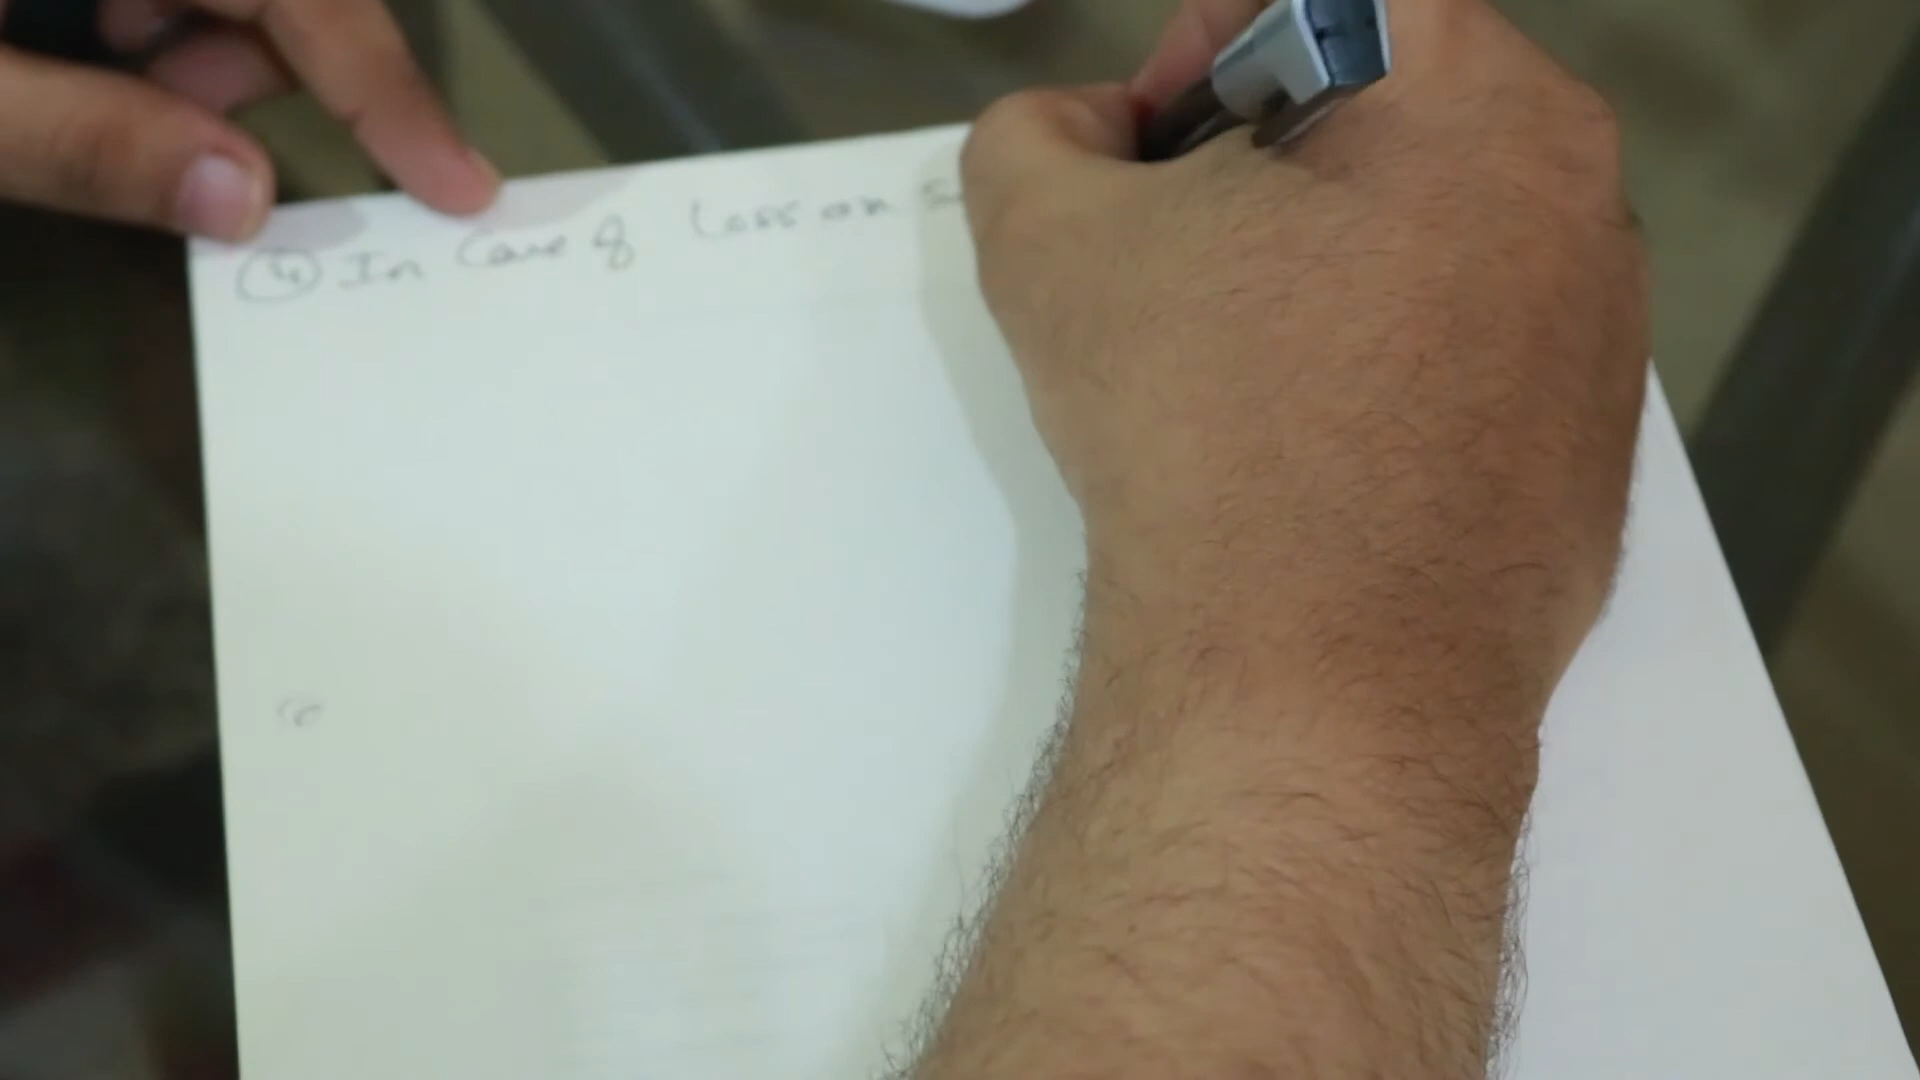 ④ In Case of Loss on S